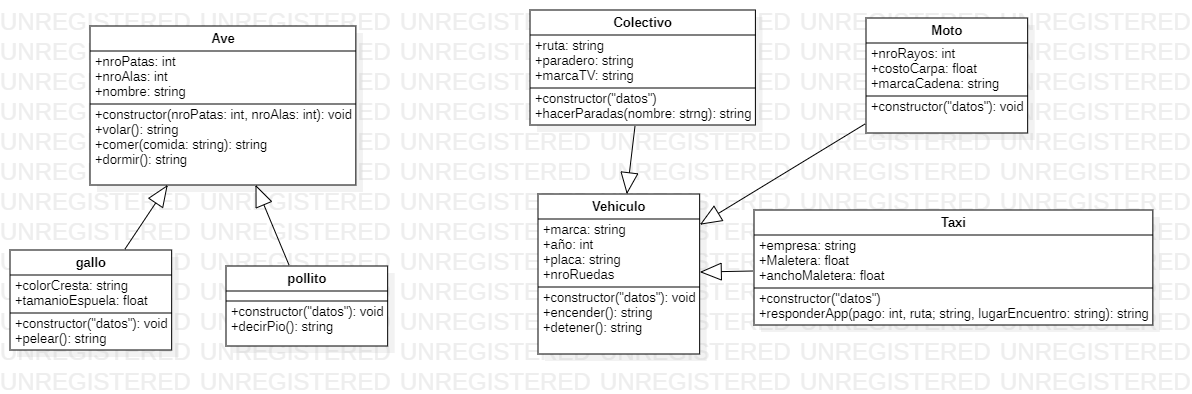 Ave
+nroPatas: int
+nroAlas: int
+nombre: string
+constructor(nroPatas: int, nroAlas: int): void
+volar(): string
+comer(comida: string): string
+dormir(): string
gallo
+colorCresta: string
+tamanioEspuela: float
+constructor("datos"): void
+pelear(): string
pollito
+constructor("datos"): void
+decirPio(): string
Colectivo
+ruta: string
+paradero: string
+marcaTV: string
+constructor("datos")
+hacerParadas(nombre: strng): string
Moto
+nroRayos: int
+costoCarpa: float
+marcaCadena: string
+constructor("datos"): void
Vehiculo
+marca: string
+año: int
+placa: string
+nroRuedas
+constructor("datos"): void
+encender(): string
+detener(): string
Taxi
+empresa: string
+Maletera: float
+anchoMaletera: float
+constructor("datos")
+responderApp(pago: int, ruta; string, lugarEncuentro: string): string
UNREGISTERED UNREGISTERED UNREGISTERED UNREGISTERED UNREGISTERED UNREGISTERED